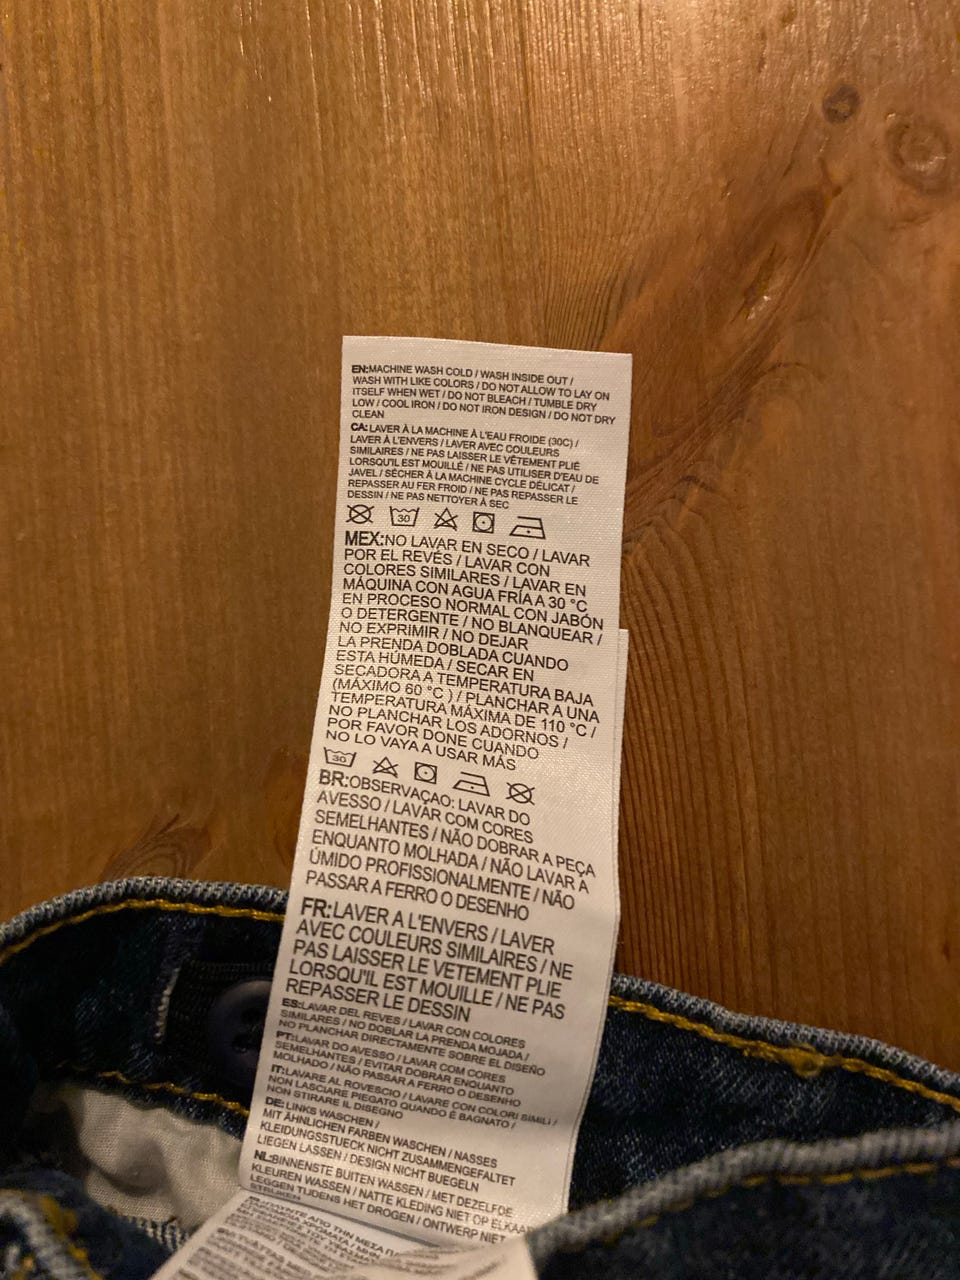 EN:MACHINE WASH COLD / WASH INSIDE OUT /
WASH WITH LIKE COLORS / DO NOT ALLOW TO LAY ON
ITSELF WHEN WET / DO NOT BLEACH / TUMBLE DRY
LOW / COOL IRON / DO NOT IRON DESIGN / DO NOT DRY
CLEAN
CA:LAVER À LA MACHINE À L'EAU FROIDE (30C) /
LAVER À L'ENVERS / LAVER AVEC COULEURS
SIMILAIRES / NE PAS LAISSER LE VÊTEMENT PLIÉ
LORSQU'IL EST MOUILLÉ / NE PAS UTILISER D'EAU DE
JAVEL / SÉCHER À LA MACHINE CYCLE DÉLICAT /
REPASSER AU FER FROID / NE PAS REPASSER LE
DESSIN / NE PAS NETTOYER À SEC
30
MEX:NO LAVAR EN SECO / LAVAR
POR EL REVÉS / LAVAR CON
COLORES SIMILARES / LAVAR EN
MÁQUINA CON AGUA FRÍA A 30 °C
EN PROCESO NORMAL CON JABÓN
O DETERGENTE / NO BLANQUEAR /
NO EXPRIMIR / NO DEJAR
LA PRENDA DOBLADA CUANDO
ESTA HÚMEDA / SECAR EN
SECADORA A TEMPERATURA BAJA
(MÁXIMO 60 °C ) / PLANCHAR A UNA
TEMPERATURA MÁXIMA DE 110 °C /
NO PLANCHAR LOS ADORNOS /
POR FAVOR DONE CUANDO
NO LO VAYA A USAR MÁS
30
BR:OBSERVAÇAO: LAVAR DO
AVESSO / LAVAR COM CORES
SEMELHANTES / NÃO DOBRAR A PEÇA
ENQUANTO MOLHADA / NÃO LAVAR A
ÚMIDO PROFISSIONALMENTE / NÃO
PASSAR A FERRO O DESENHO
FR:LAVER A L'ENVERS / LAVER
AVEC COULEURS SIMILAIRES / NE
PAS LAISSER LE VETEMENT PLIE
LORSQU'IL EST MOUILLE / NE PAS
REPASSER LE DESSIN
ES:LAVAR DEL REVES / LAVAR CON COLORES
SIMILARES / NO DOBLAR LA PRENDA MOJADA /
NO PLANCHAR DIRECTAMENTE SOBRE EL DISEÑO
PT:LAVAR DO AVESSO / LAVAR COM CORES
SEMELHANTES / EVITAR DOBRAR ENQUANTO
MOLHADO / NÃO PASSAR A FERRO O DESENHO
IT:LAVARE AL ROVESCIO / LAVARE CON COLORI SIMILI /
NON LASCIARE PIEGATO QUANDO É BAGNATO /
NON STIRARE IL DISEGNO
DE:LINKS WASCHEN /
MIT ÄHNLICHEN FARBEN WASCHEN / NASSES
KLEIDUNGSSTUECK NICHT ZUSAMMENGEFALTET
LIEGEN LASSEN / DESIGN NICHT BUEGELN
NL:BINNENSTE BUITEN WASSEN / MET DEZELFDE
KLEUREN WASSEN / NATTE KLEDING NIET OP ELKAAR
LEGGEN TIJDENS HET DROGEN / ONTWERP NIET
STRIJKEN
ΑΠΟ ΤΗΝ ΜΕΣΑ